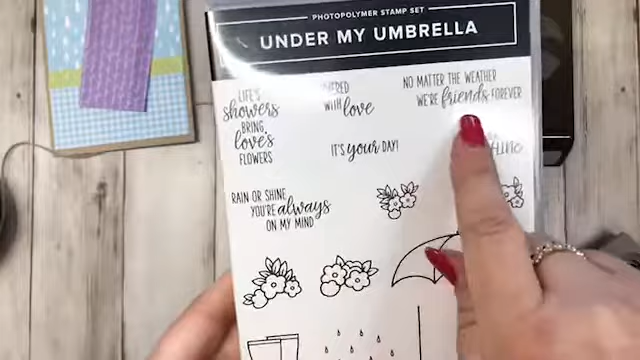 PHOTOPOLYMER STAMP SET
UNDER MY UMBRELLA
LIFE'S
showers
BRING
love's
FLOWERS
WITH love
NO MATTER THE WEATHER
WE'RE friends FOREVER
IT'S your DAY!
RAIN OR SHINE
YOU'RE always
ON MY MIND